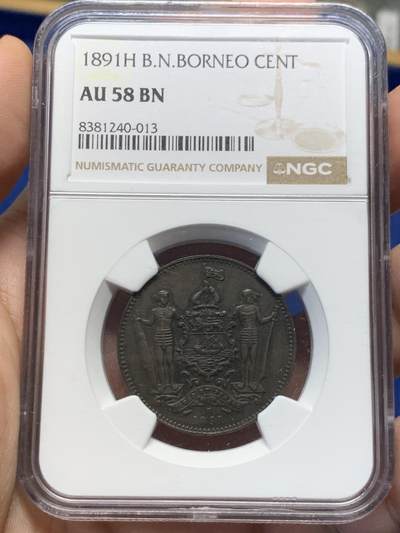 1891H B.N.BORNEO CENT
AU 58 BN
8381240-013
NUMISMATIC GUARANTY COMPANY NGC